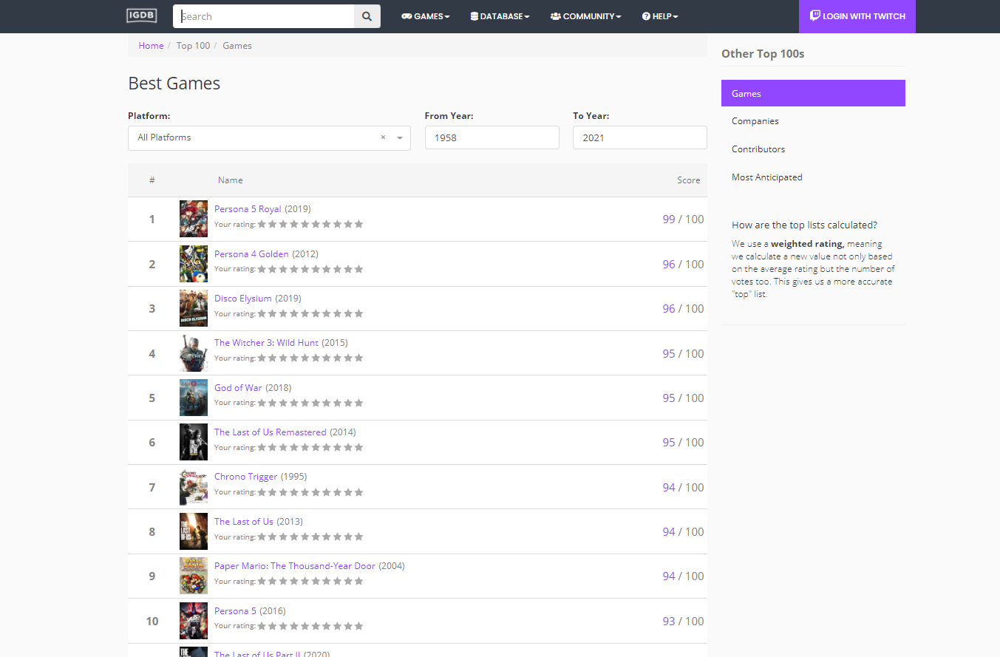 IGDB
Search
GAMES
DATABASE
COMMUNITY
HELP
LOGIN WITH TWITCH
Home / Top 100 / Games
Best Games
Platform:
From Year:
To Year:
All Platforms ×
1958
2021
# Name Score
1 Persona 5 Royal (2019) 99 / 100
Your rating:
2 Persona 4 Golden (2012) 96 / 100
Your rating:
3 Disco Elysium (2019) 96 / 100
DISCO ELYSIUM
Your rating:
4 The Witcher 3: Wild Hunt (2015) 95 / 100
Your rating:
5 God of War (2018) 95 / 100
Your rating:
6 The Last of Us Remastered (2014) 95 / 100
Your rating:
7 Chrono Trigger (1995) 94 / 100
Your rating:
8 The Last of Us (2013) 94 / 100
THE LAST OF US
Your rating:
9 Paper Mario: The Thousand-Year Door (2004) 94 / 100
Your rating:
10 Persona 5 (2016) 93 / 100
Your rating:
The Last of Us Part II (2020)
Other Top 100s
Games
Companies
Contributors
Most Anticipated
How are the top lists calculated?
We use a weighted rating, meaning
we calculate a new value not only based
on the average rating but the number of
votes too. This gives us a more accurate
"top" list.